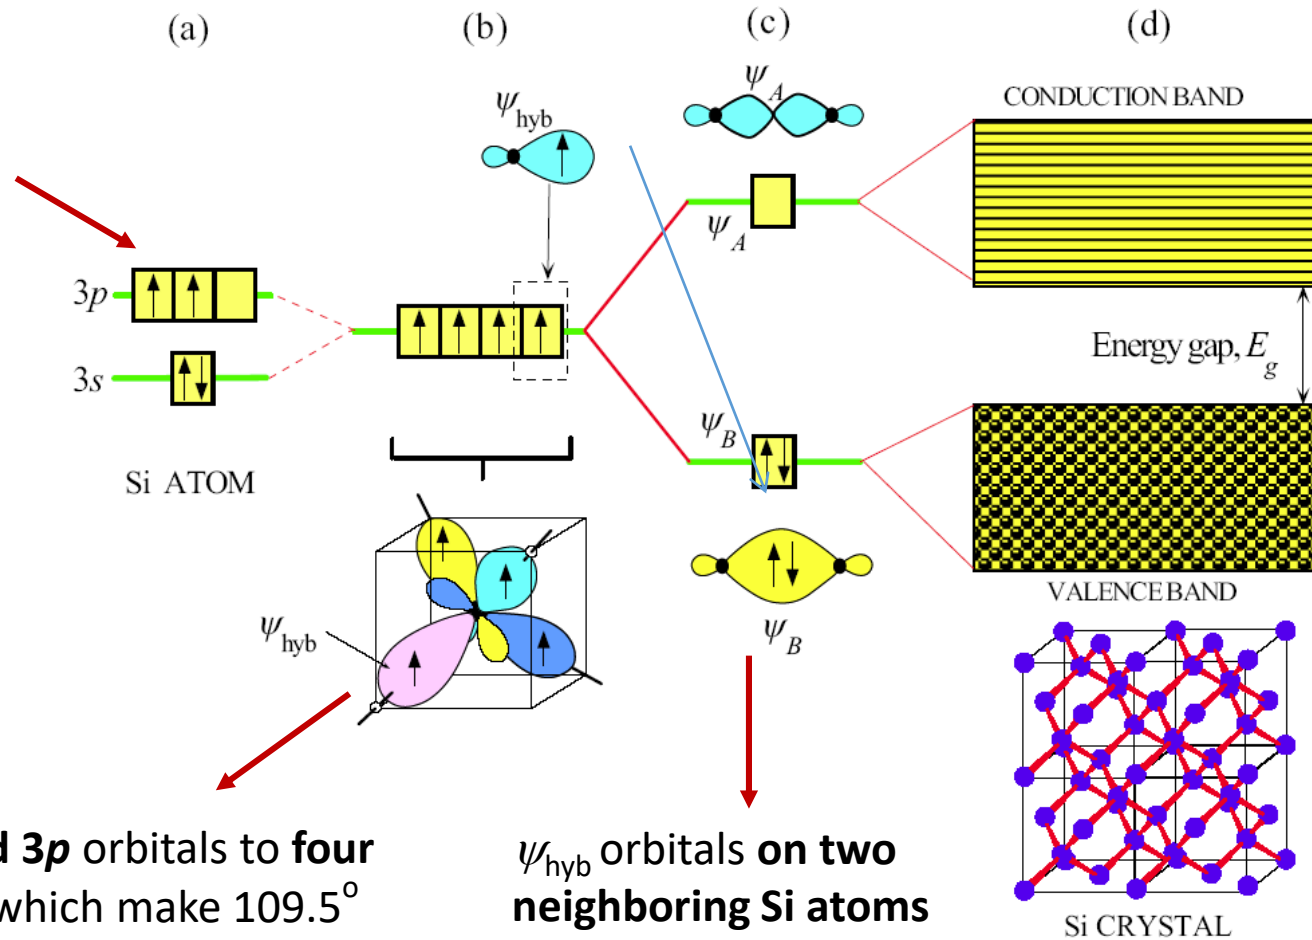 (a)
(b)
(c)
(d)
ψA
CONDUCTION BAND
ψhyb
ψA
3p
3s
Energy gap, Eg
ψB
Si ATOM
VALENCE BAND
ψhyb
ψB
d 3p orbitals to four
which make 109.5o
ψhyb orbitals on two
neighboring Si atoms
Si CRYSTAL